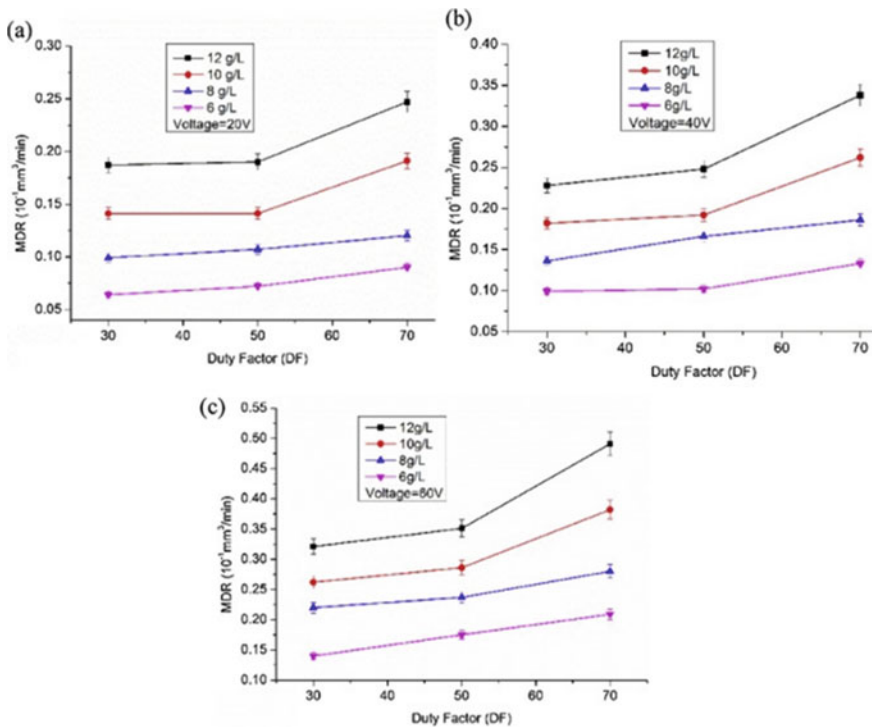 (a)
0.30
0.25
0.20
0.15
0.10
0.05
MDR (10⁻¹mm³/min)
12 g/L
10 g/L
8 g/L
6 g/L
Voltage=20V
30 40 50 60 70
Duty Factor (DF)
(b)
0.40
0.35
0.30
0.25
0.20
0.15
0.10
0.05
MDR (10⁻¹mm³/min)
12g/L
10g/L
8g/L
6g/L
Voltage=40V
30 40 50 60 70
Duty Factor (DF)
(c)
0.55
0.50
0.45
0.40
0.35
0.30
0.25
0.20
0.15
0.10
MDR (10⁻¹mm³/min)
12g/L
10g/L
8g/L
6g/L
Voltage=60V
30 40 50 60 70
Duty Factor (DF)